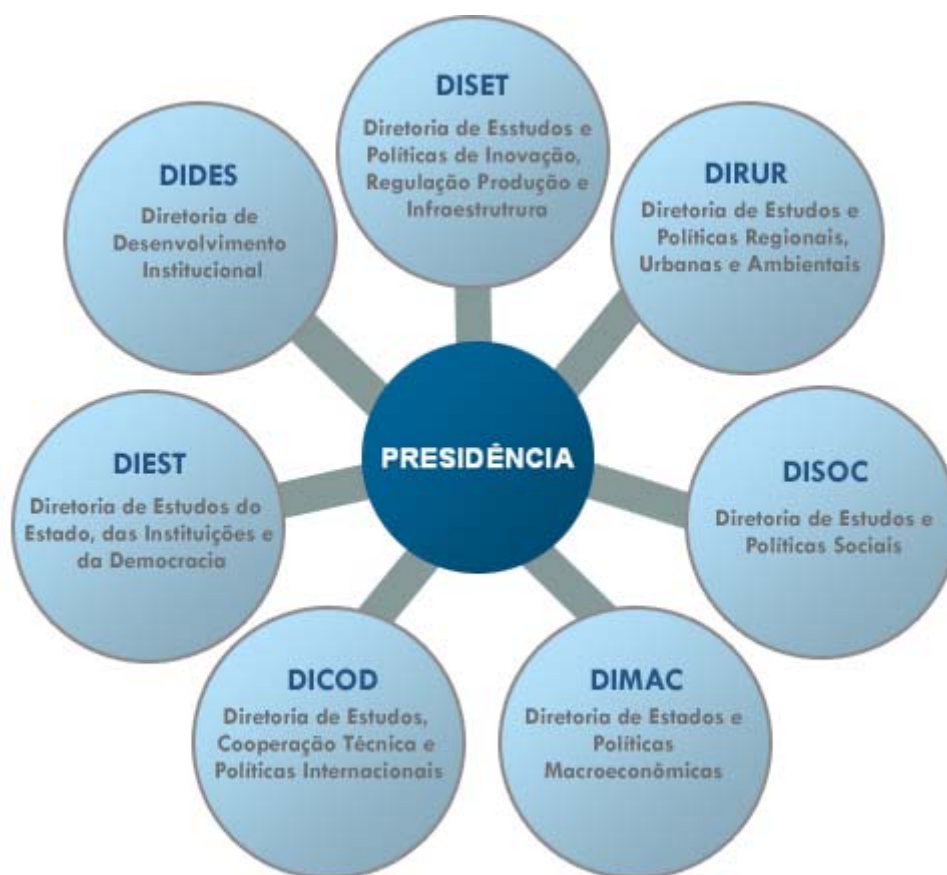 DISET
Diretoria de Esstudos e
Políticas de Inovação,
Regulação Produção e
Infraestrutrura
DIDES
Diretoria de
Desenvolvimento
Institucional
DIRUR
Diretoria de Estudos e
Políticas Regionais,
Urbanas e Ambientais
PRESIDÊNCIA
DIEST
Diretoria de Estudos do
Estado, das Instituições e
da Democracia
DISOC
Diretoria de Estudos e
Políticas Sociais
DICOD
Diretoria de Estudos,
Cooperação Técnica e
Políticas Internacionais
DIMAC
Diretoria de Estados e
Políticas
Macroeconômicas